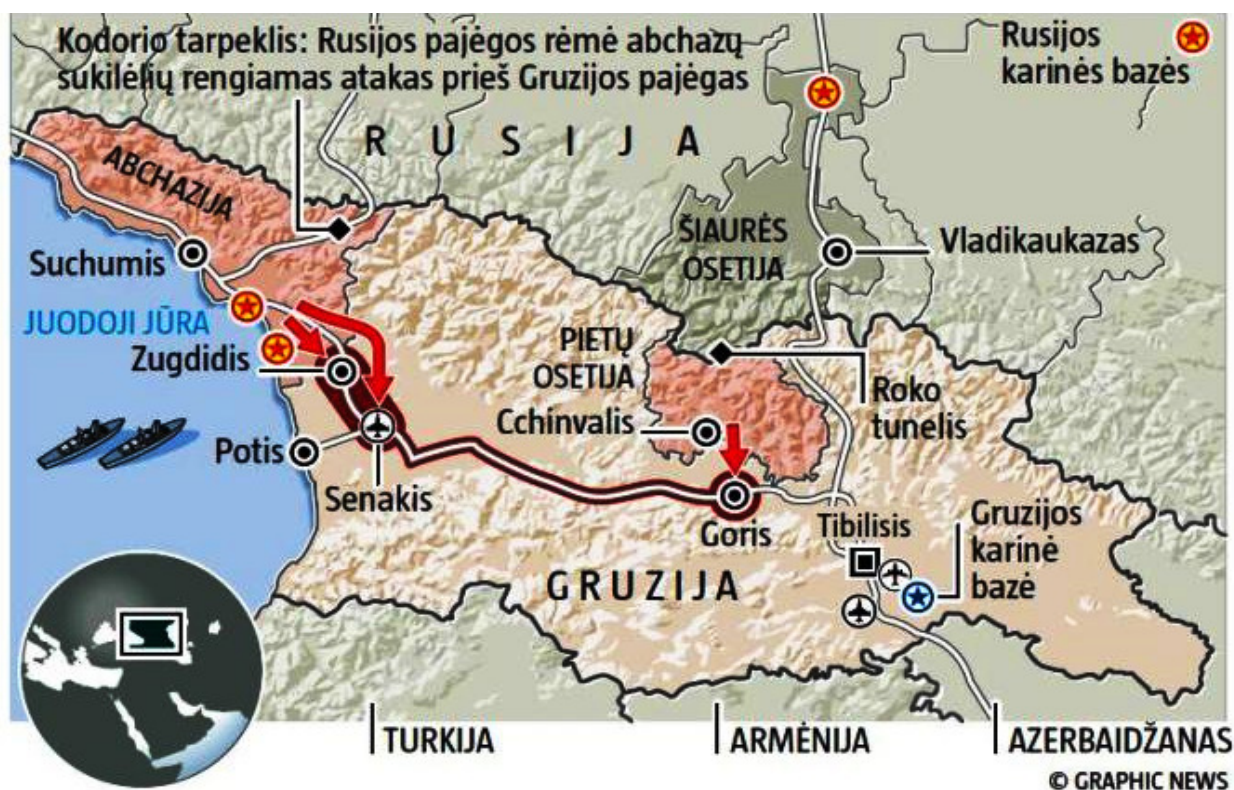 Kodorio tarpeklis: Rusijos pajėgos rėmė abchazų
sukilėlių rengiamas atakas prieš Gruzijos pajėgas
Rusijos
karinės bazės
RUSIJA
ABCHAZIJA
Suchumis
ŠIAURĖS
OSETIJA
Vladikaukazas
JUODOJI JŪRA
Zugdidis
PIETŲ
OSETIJA
Roko
tunelis
Cchinvalis
Potis
Senakis
Goris
Tibilisis
Gruzijos
karinė
bazė
GRUZIJA
TURKIJA
ARMĖNIJA
AZERBAIDŽANAS
© GRAPHIC NEWS